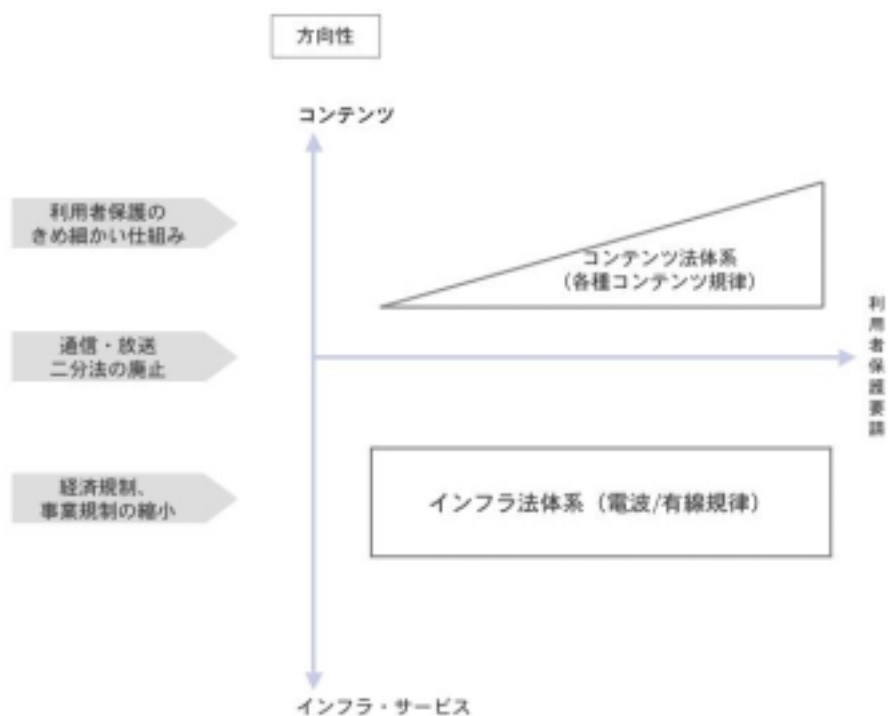 方向性
コンテンツ
利用者保護の
きめ細かい仕組み
コンテンツ法体系
（各種コンテンツ規律）
通信・放送
二分法の廃止
利用者保護要請
経済規制、
事業規制の縮小
インフラ法体系（電波/有線規律）
インフラ・サービス